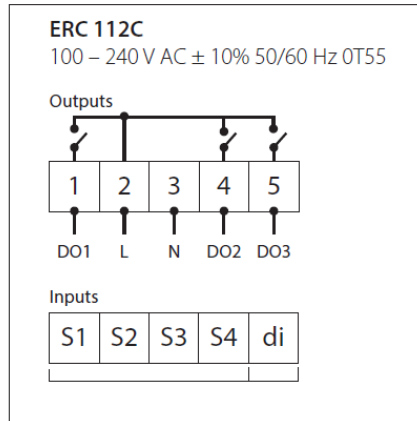 ERC 112C
100 – 240 V AC ± 10% 50/60 Hz 0T55
Outputs
1 2 3 4 5
DO1 L N DO2 DO3
Inputs
S1 S2 S3 S4 di